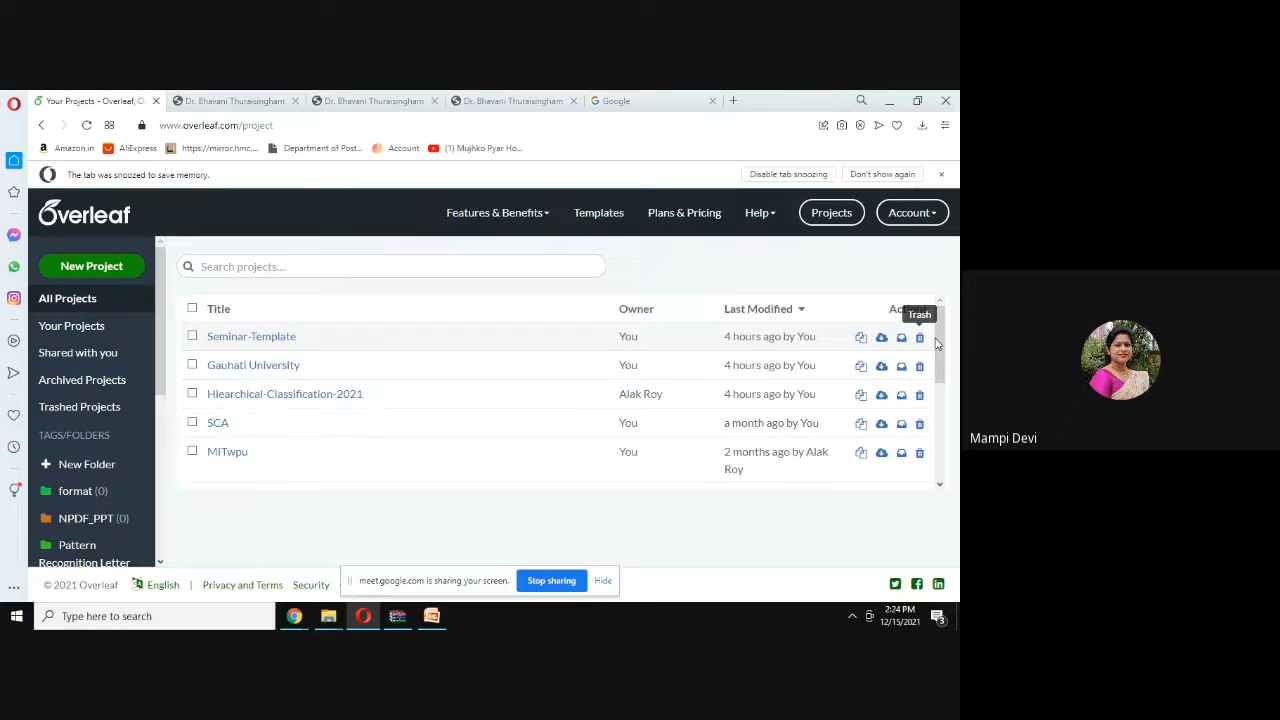 Your Projects - Overleaf, O
Dr. Bhavani Thuraisingham
Dr. Bhavani Thuraisingham
Dr. Bhavani Thuraisingham
Google
www.overleaf.com/project
Amazon.in
AliExpress
https://mirror.hmc....
Department of Post...
Account
(1) Mujhko Pyar Ho...
The tab was snoozed to save memory.
Disable tab snoozing
Don't show again
Overleaf
Features & Benefits
Templates
Plans & Pricing
Help
Projects
Account
New Project
Search projects...
All Projects
Your Projects
Shared with you
Archived Projects
Trashed Projects
TAGS/FOLDERS
New Folder
format (0)
NPDF_PPT (0)
Pattern
Recognition Letter
Title Owner Last Modified
Trash
Seminar-Template You 4 hours ago by You
Gauhati University You 4 hours ago by You
HIearchical-Classification-2021 Alak Roy 4 hours ago by You
SCA You a month ago by You
MITwpu You 2 months ago by Alak
Roy
© 2021 Overleaf
English
Privacy and Terms
Security
meet.google.com is sharing your screen.
Stop sharing
Hide
Type here to search
2:24 PM
12/15/2021
3
Mampi Devi